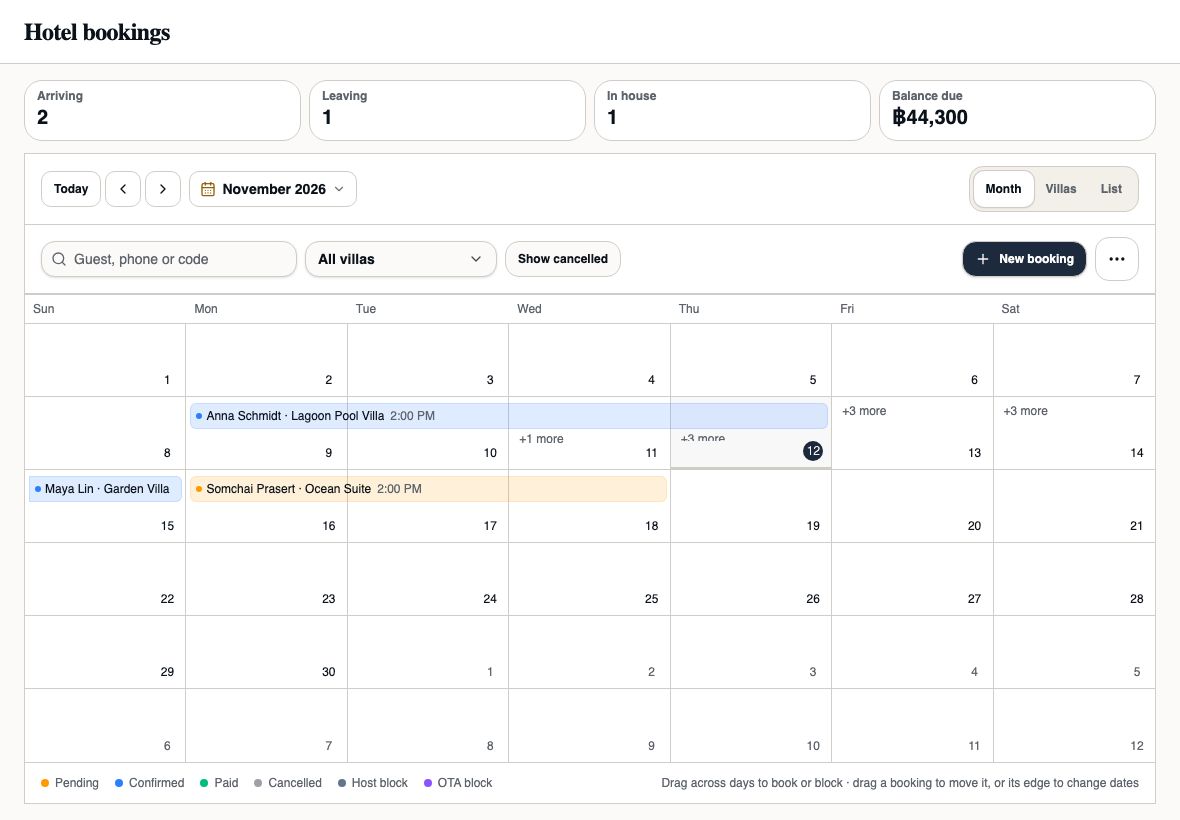 Hotel bookings
Arriving
2
Leaving
1
In house
1
Balance due
฿44,300
Today
November 2026
Month
Villas
List
Guest, phone or code
All villas
Show cancelled
+ New booking
Sun Mon Tue Wed Thu Fri Sat
1 2 3 4 5 6 7
Anna Schmidt · Lagoon Pool Villa 2:00 PM
+3 more
+3 more
+1 more
+3 more
8 9 10 11 12 13 14
Maya Lin · Garden Villa
Somchai Prasert · Ocean Suite 2:00 PM
15 16 17 18 19 20 21
22 23 24 25 26 27 28
29 30 1 2 3 4 5
6 7 8 9 10 11 12
Pending
Confirmed
Paid
Cancelled
Host block
OTA block
Drag across days to book or block · drag a booking to move it, or its edge to change dates